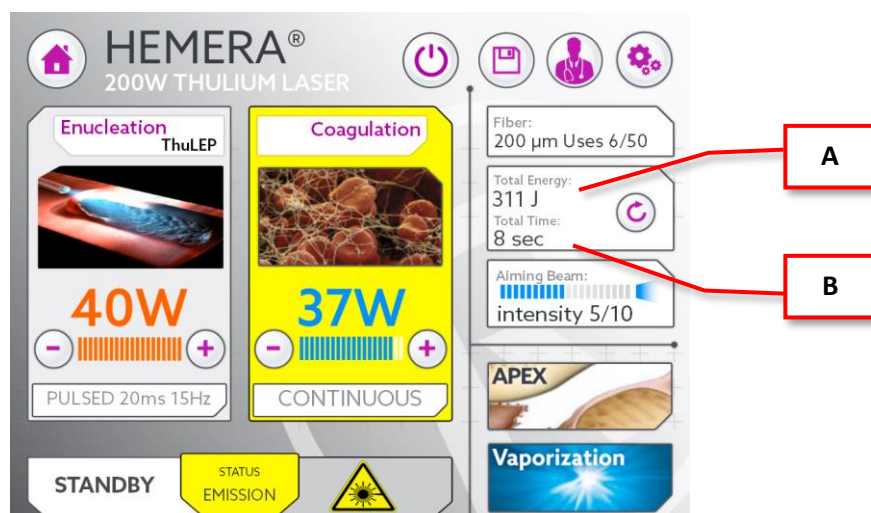 HEMERA®
200W THULIUM LASER
Enucleation
ThuLEP
40W
- +
PULSED 20ms 15Hz
Coagulation
37W
- +
CONTINUOUS
Fiber:
200 µm Uses 6/50
Total Energy:
311 J
Total Time:
8 sec
Aiming Beam:
intensity 5/10
A
B
APEX
Vaporization
STANDBY
STATUS
EMISSION